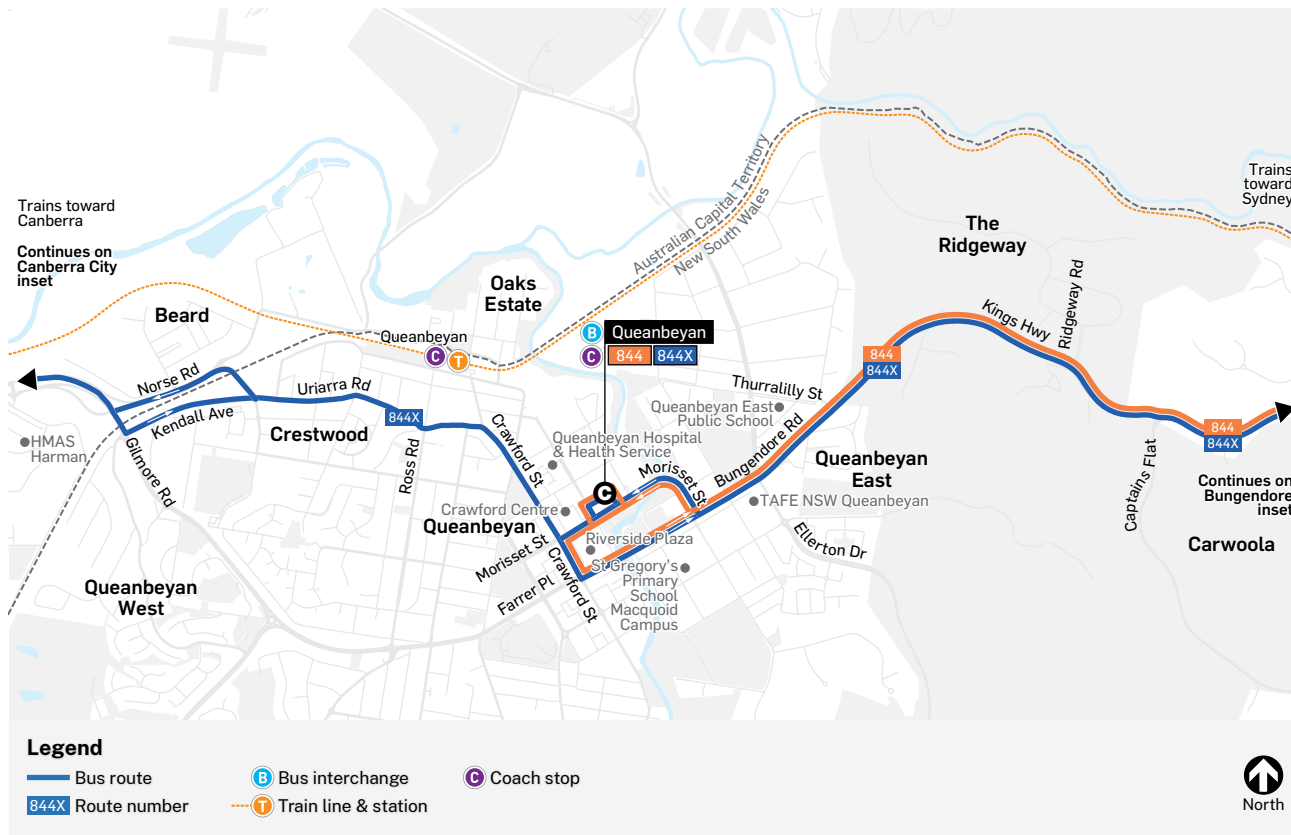 Trains toward
Canberra
Continues on
Canberra City
inset
Beard
Oaks
Estate
Australian Capital Territory
New South Wales
The
Ridgeway
Trains
toward
Sydney
Queanbeyan
C
T
B
Queanbeyan
C
844
844X
Kings Hwy
Ridgeway Rd
Norse Rd
Uriarra Rd
Kendall Ave
844X
Crestwood
HMAS
Harman
Gilmore Rd
Ross Rd
Crawford St
Queanbeyan Hospital
& Health Service
Thurralilly St
Queanbeyan East
Public School
Bungendore Rd
844
844X
844
844X
Morisset St
C
Crawford Centre
Queanbeyan
Queanbeyan
East
TAFE NSW Queanbeyan
Captains Flat
Continues on
Bungendore
inset
Carwoola
Morisset St
Riverside Plaza
Crawford St
Farrer Pl
St Gregory's
Primary
School
Macquoid
Campus
Ellerton Dr
Queanbeyan
West
Legend
Bus route
B Bus interchange
C Coach stop
844X Route number
T Train line & station
North